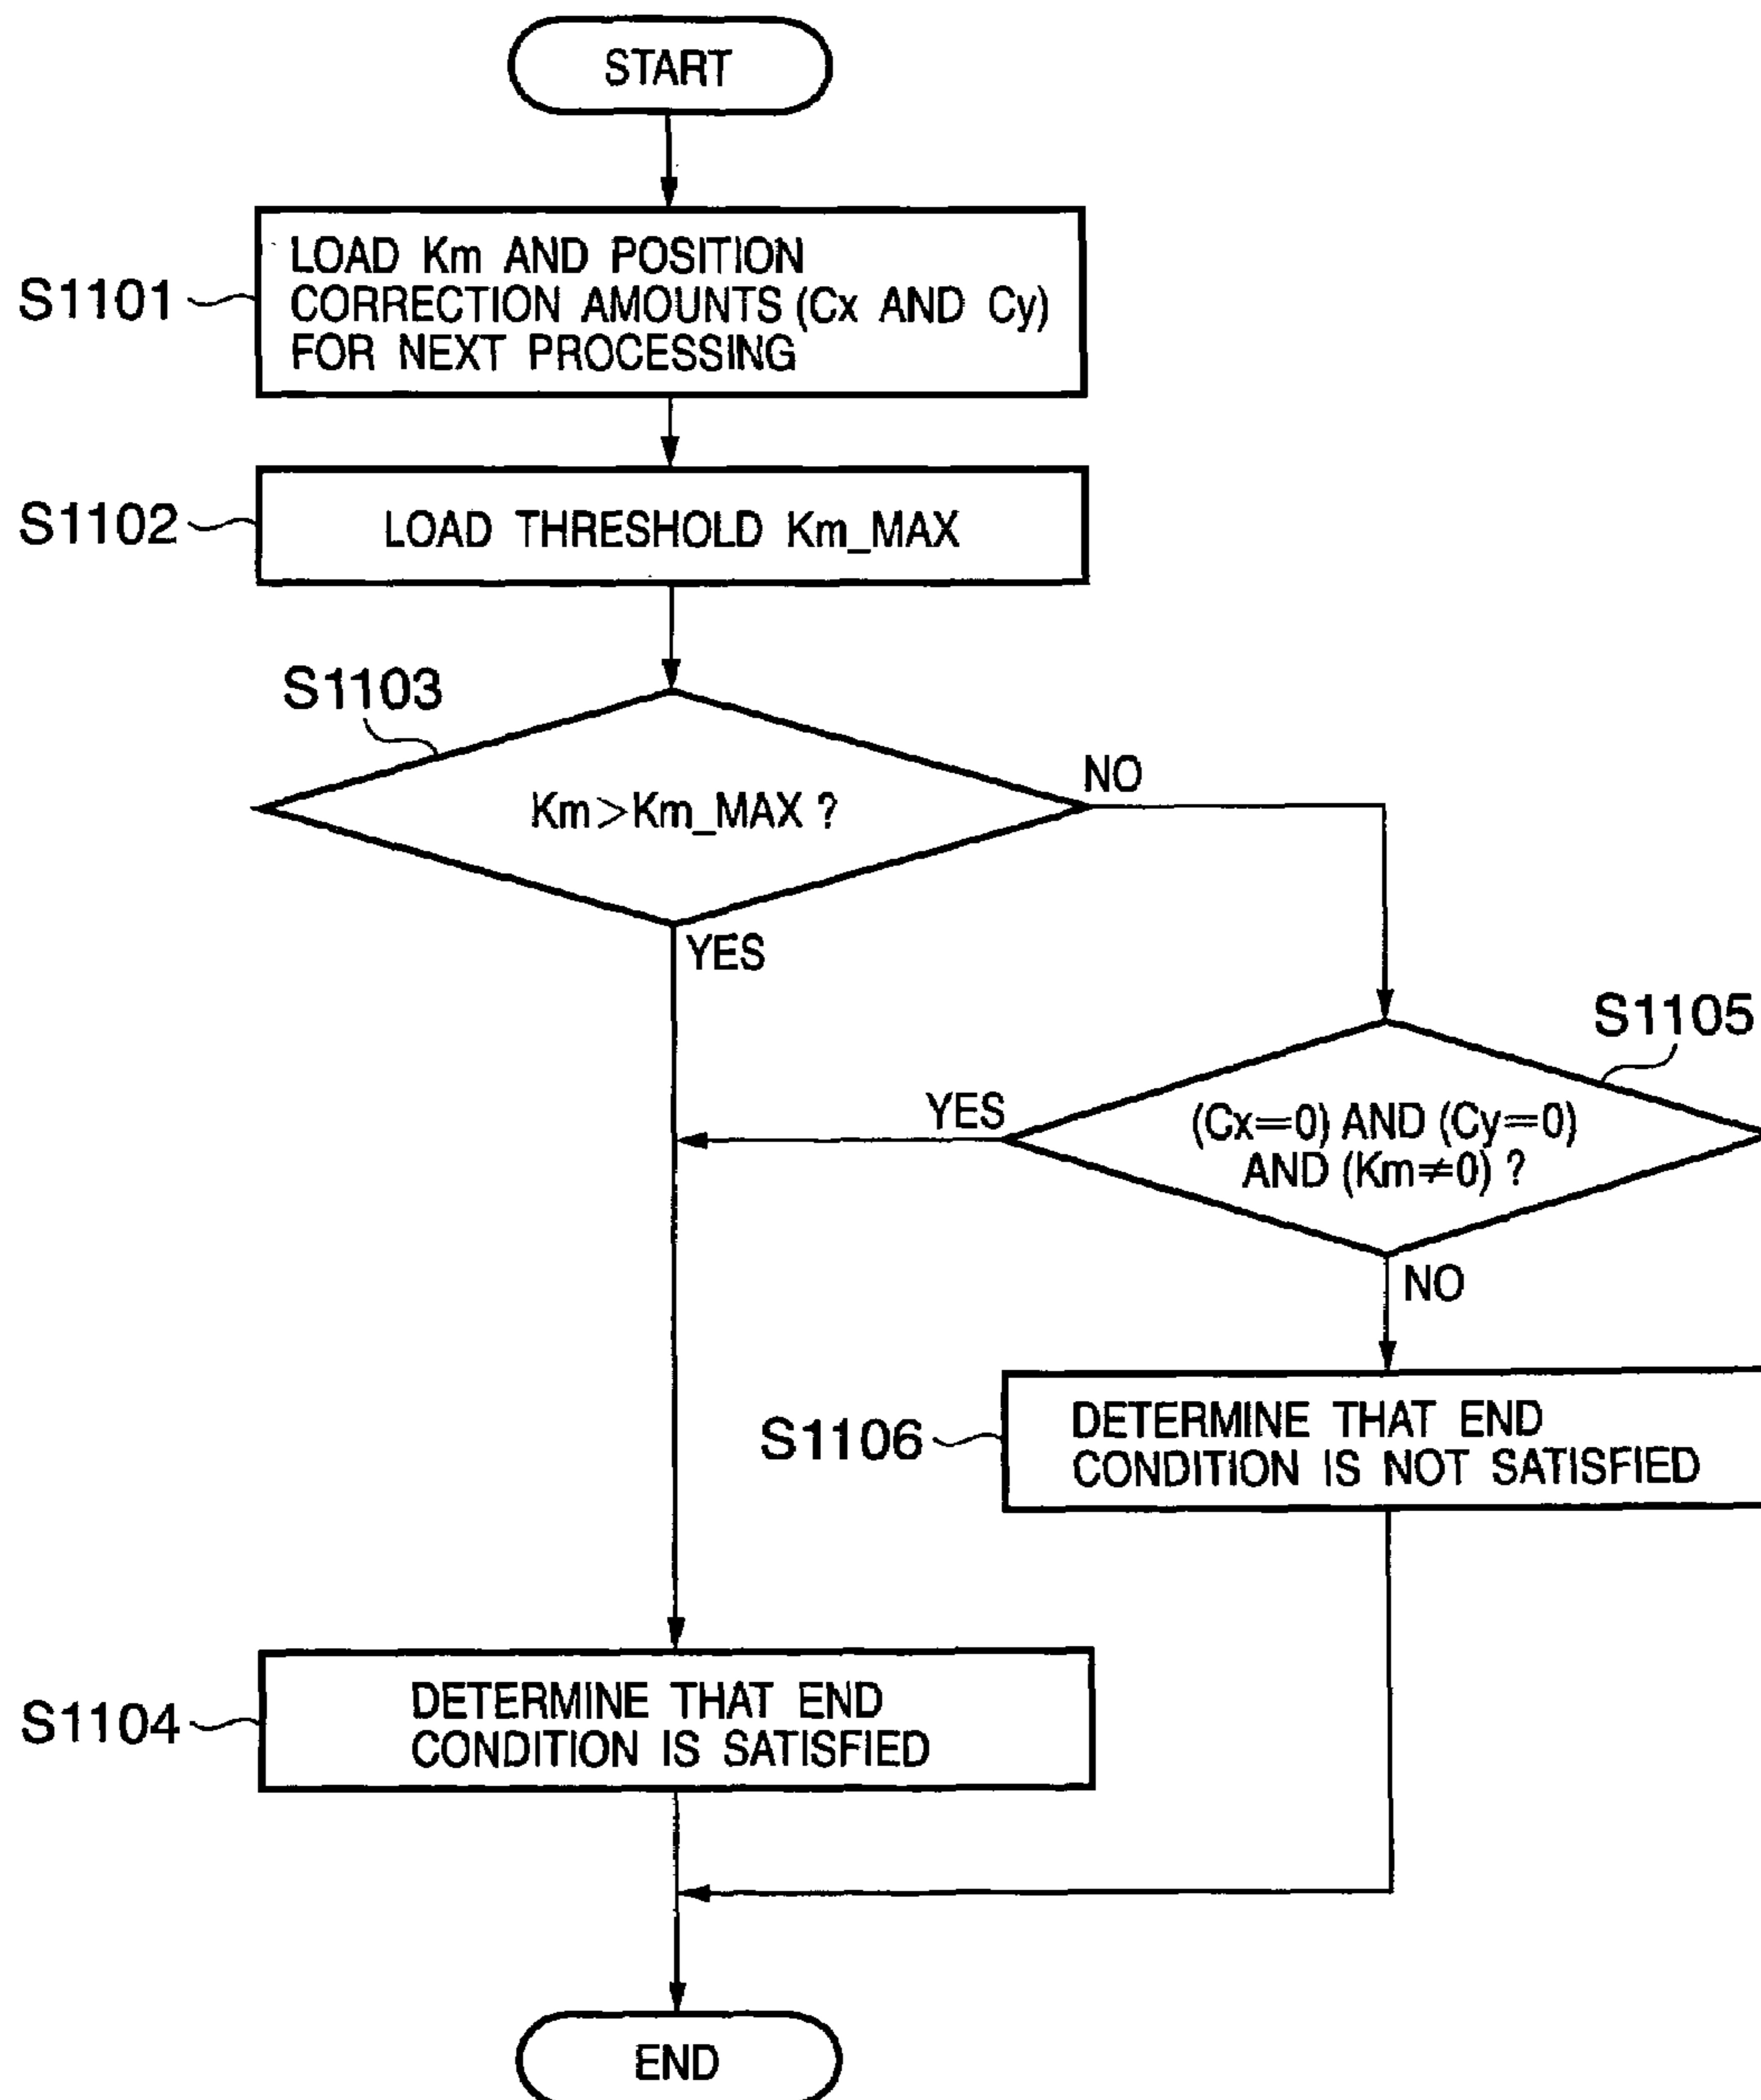 START
S1101
LOAD Km AND POSITION
CORRECTION AMOUNTS (Cx AND Cy)
FOR NEXT PROCESSING
S1102
LOAD THRESHOLD Km_MAX
S1103
Km>Km_MAX ?
NO
YES
S1105
YES
(Cx=0) AND (Cy=0)
AND (Km≠0) ?
NO
S1106
DETERMINE THAT END
CONDITION IS NOT SATISFIED
S1104
DETERMINE THAT END
CONDITION IS SATISFIED
END